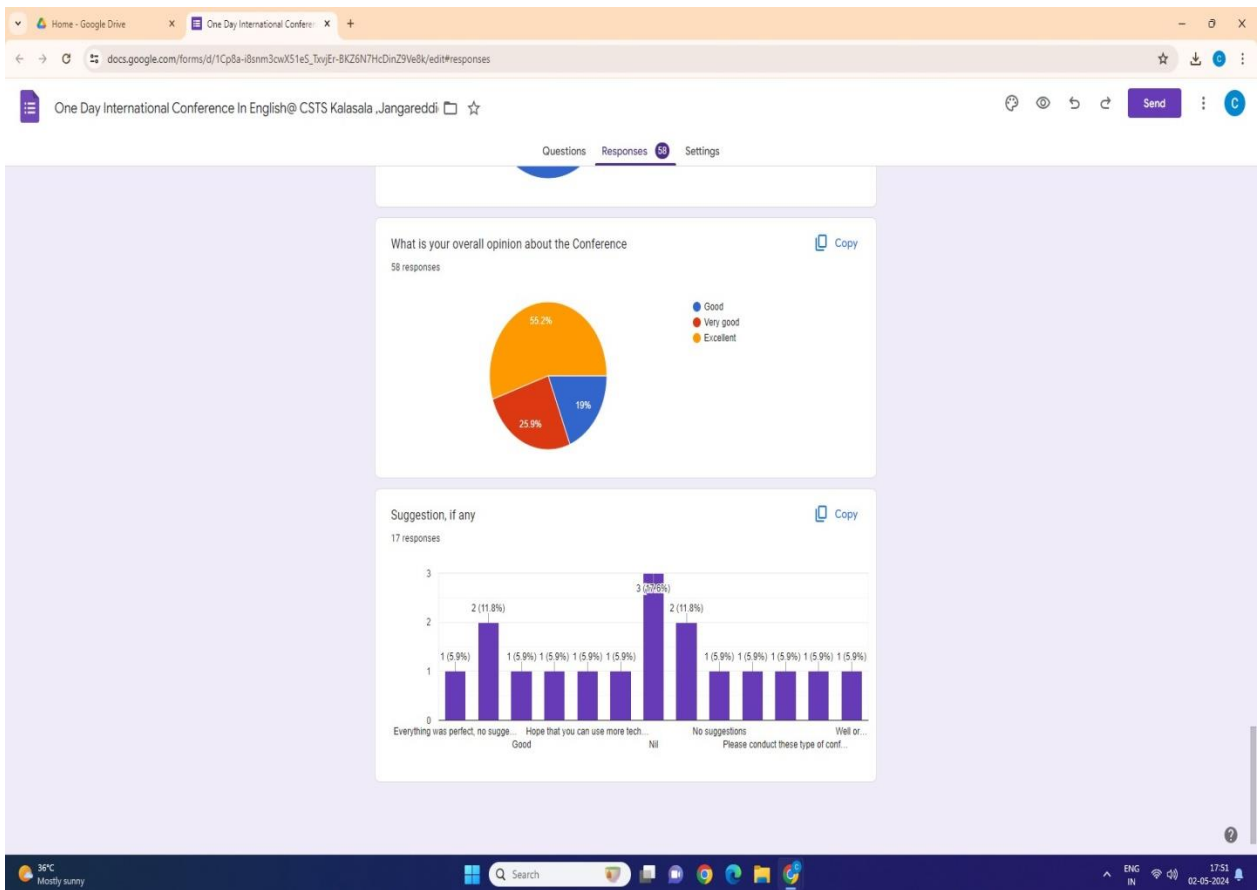 Home - Google Drive
One Day International Conferer
docs.google.com/forms/d/1Cp8a-i8snm3cwX51eS_TxvjEr-BKZ6N7HcDinZ9Ve8k/edit#responses
One Day International Conference In English@ CSTS Kalasala ,Jangareddi
Send
C
Questions Responses 58 Settings
What is your overall opinion about the Conference
Copy
58 responses
Good
Very good
Excellent
55.2%
19%
25.9%
Suggestion, if any
Copy
17 responses
3
2
1
0
3 (17.6%)
2 (11.8%) 2 (11.8%)
1 (5.9%) 1 (5.9%) 1 (5.9%) 1 (5.9%) 1 (5.9%) 1 (5.9%) 1 (5.9%) 1 (5.9%) 1 (5.9%) 1 (5.9%)
Everything was perfect, no sugge... Hope that you can use more tech... No suggestions Well or...
Good Nil Please conduct these type of conf...
36°C
Mostly sunny
Search
ENG
IN
17:51
02-05-2024